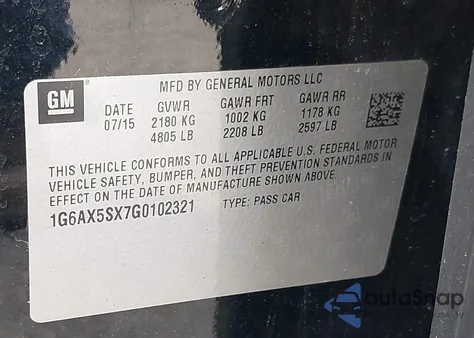 GM
MFD BY GENERAL MOTORS LLC
DATE GVWR GAWR FRT GAWR RR
07/15 2180 KG 1002 KG 1178 KG
4805 LB 2208 LB 2597 LB
THIS VEHICLE CONFORMS TO ALL APPLICABLE U.S. FEDERAL MOTOR
VEHICLE SAFETY, BUMPER, AND THEFT PREVENTION STANDARDS IN
EFFECT ON THE DATE OF MANUFACTURE SHOWN ABOVE.
1G6AX5SX7G0102321 TYPE: PASS CAR
autoSnap